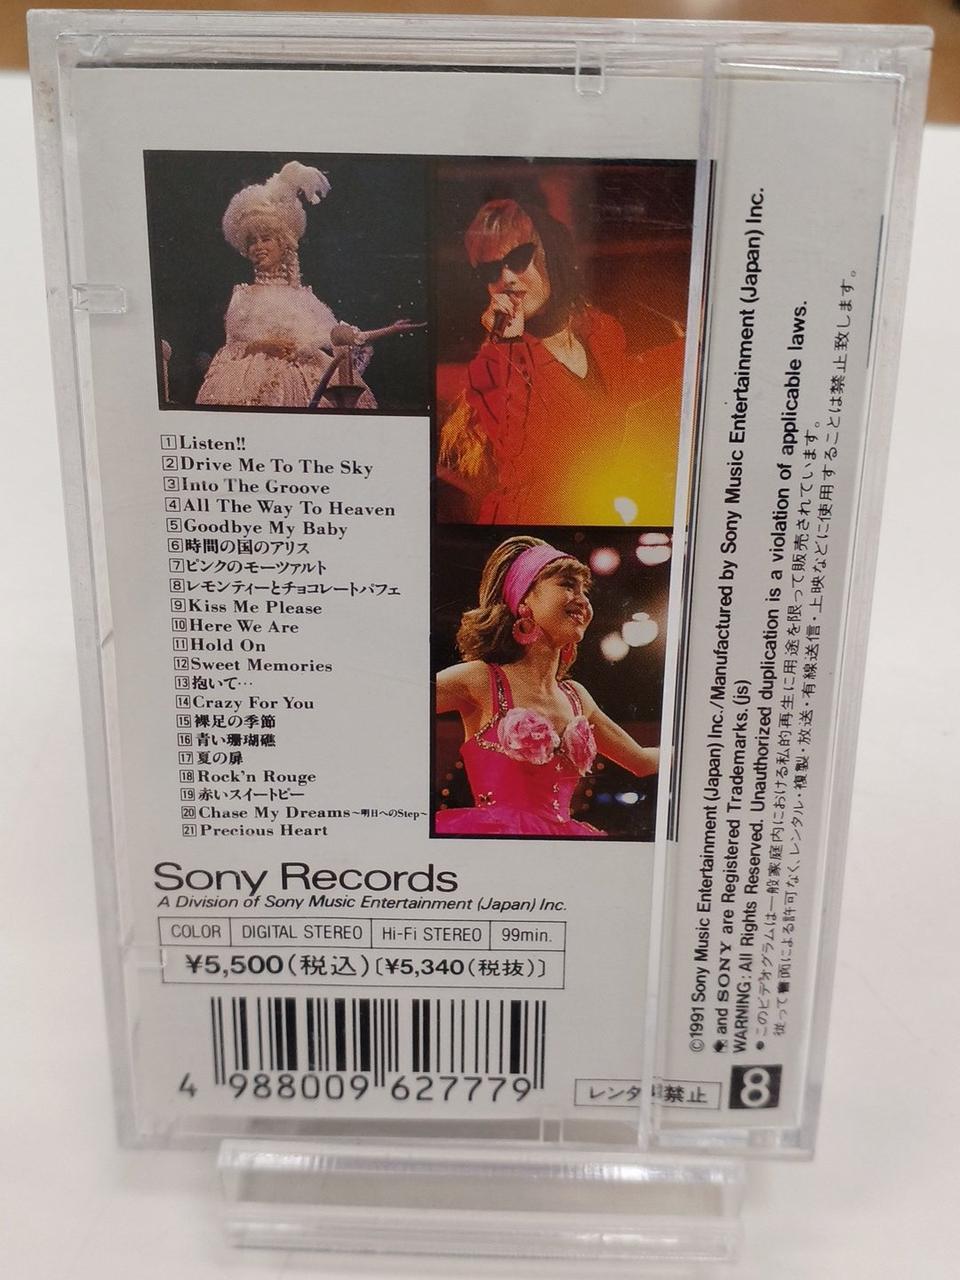 1 Listen!!
2 Drive Me To The Sky
3 Into The Groove
4 All The Way To Heaven
5 Goodbye My Baby
6 時間の国のアリス
7 ピンクのモーツァルト
8 レモンティーとチョコレートパフェ
9 Kiss Me Please
10 Here We Are
11 Hold On
12 Sweet Memories
13 抱いて…
14 Crazy For You
15 裸足の季節
16 青い珊瑚礁
17 夏の扉
18 Rock'n Rouge
19 赤いスイートピー
20 Chase My Dreams~明日へのStep~
21 Precious Heart
Sony Records
A Division of Sony Music Entertainment (Japan) Inc.
COLOR DIGITAL STEREO Hi-Fi STEREO 99min.
¥5,500(税込)[¥5,340(税抜)]
4 988009 627779
レンタル禁止
8
©1991 Sony Music Entertainment (Japan) Inc./Manufactured by Sony Music Entertainment (Japan) Inc.
and SONY are Registered Trademarks.(js)
WARNING: All Rights Reserved. Unauthorized duplication is a violation of applicable laws.
●このビデオグラムは一般家庭内における私的再生に用途を限って販売されています。
従って書面による許可なく、レンタル・複製・放送・有線送信・上映などに使用することは禁止致します。